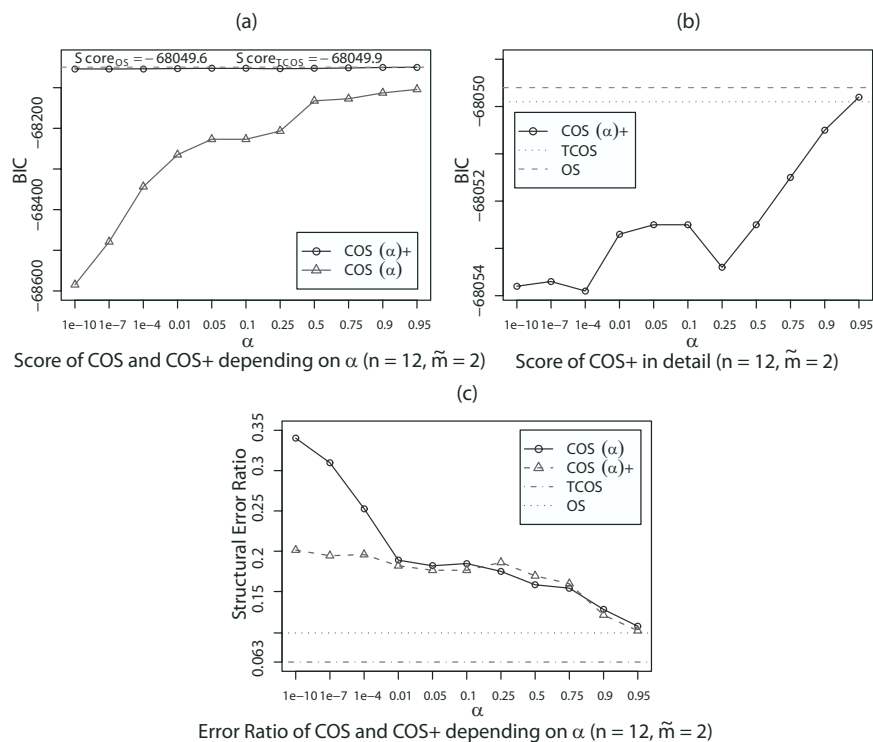 (a)
Score_OS = −68049.6 Score_TCOS = −68049.9
BIC
−68200
−68400
−68600
COS (α)+
COS (α)
1e−10 1e−7 1e−4 0.01 0.05 0.1 0.25 0.5 0.75 0.9 0.95
α
Score of COS and COS+ depending on α (n = 12, m̃ = 2)
(b)
BIC
−68050
−68052
−68054
COS (α)+
TCOS
OS
1e−10 1e−7 1e−4 0.01 0.05 0.1 0.25 0.5 0.75 0.9 0.95
α
Score of COS+ in detail (n = 12, m̃ = 2)
(c)
Structural Error Ratio
0.35
0.3
0.25
0.2
0.15
0.063
COS (α)
COS (α)+
TCOS
OS
1e−10 1e−7 1e−4 0.01 0.05 0.1 0.25 0.5 0.75 0.9 0.95
α
Error Ratio of COS and COS+ depending on α (n = 12, m̃ = 2)